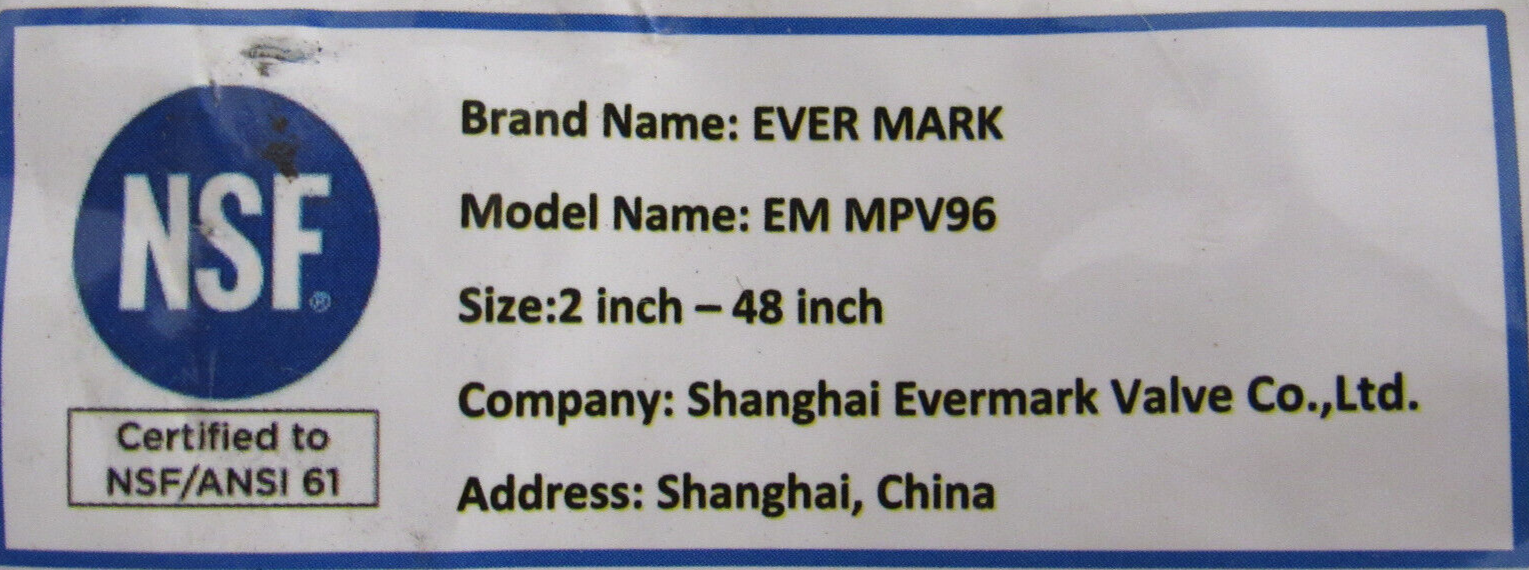 NSF®
Certified to
NSF/ANSI 61
Brand Name: EVER MARK
Model Name: EM MPV96
Size:2 inch – 48 inch
Company: Shanghai Evermark Valve Co.,Ltd.
Address: Shanghai, China